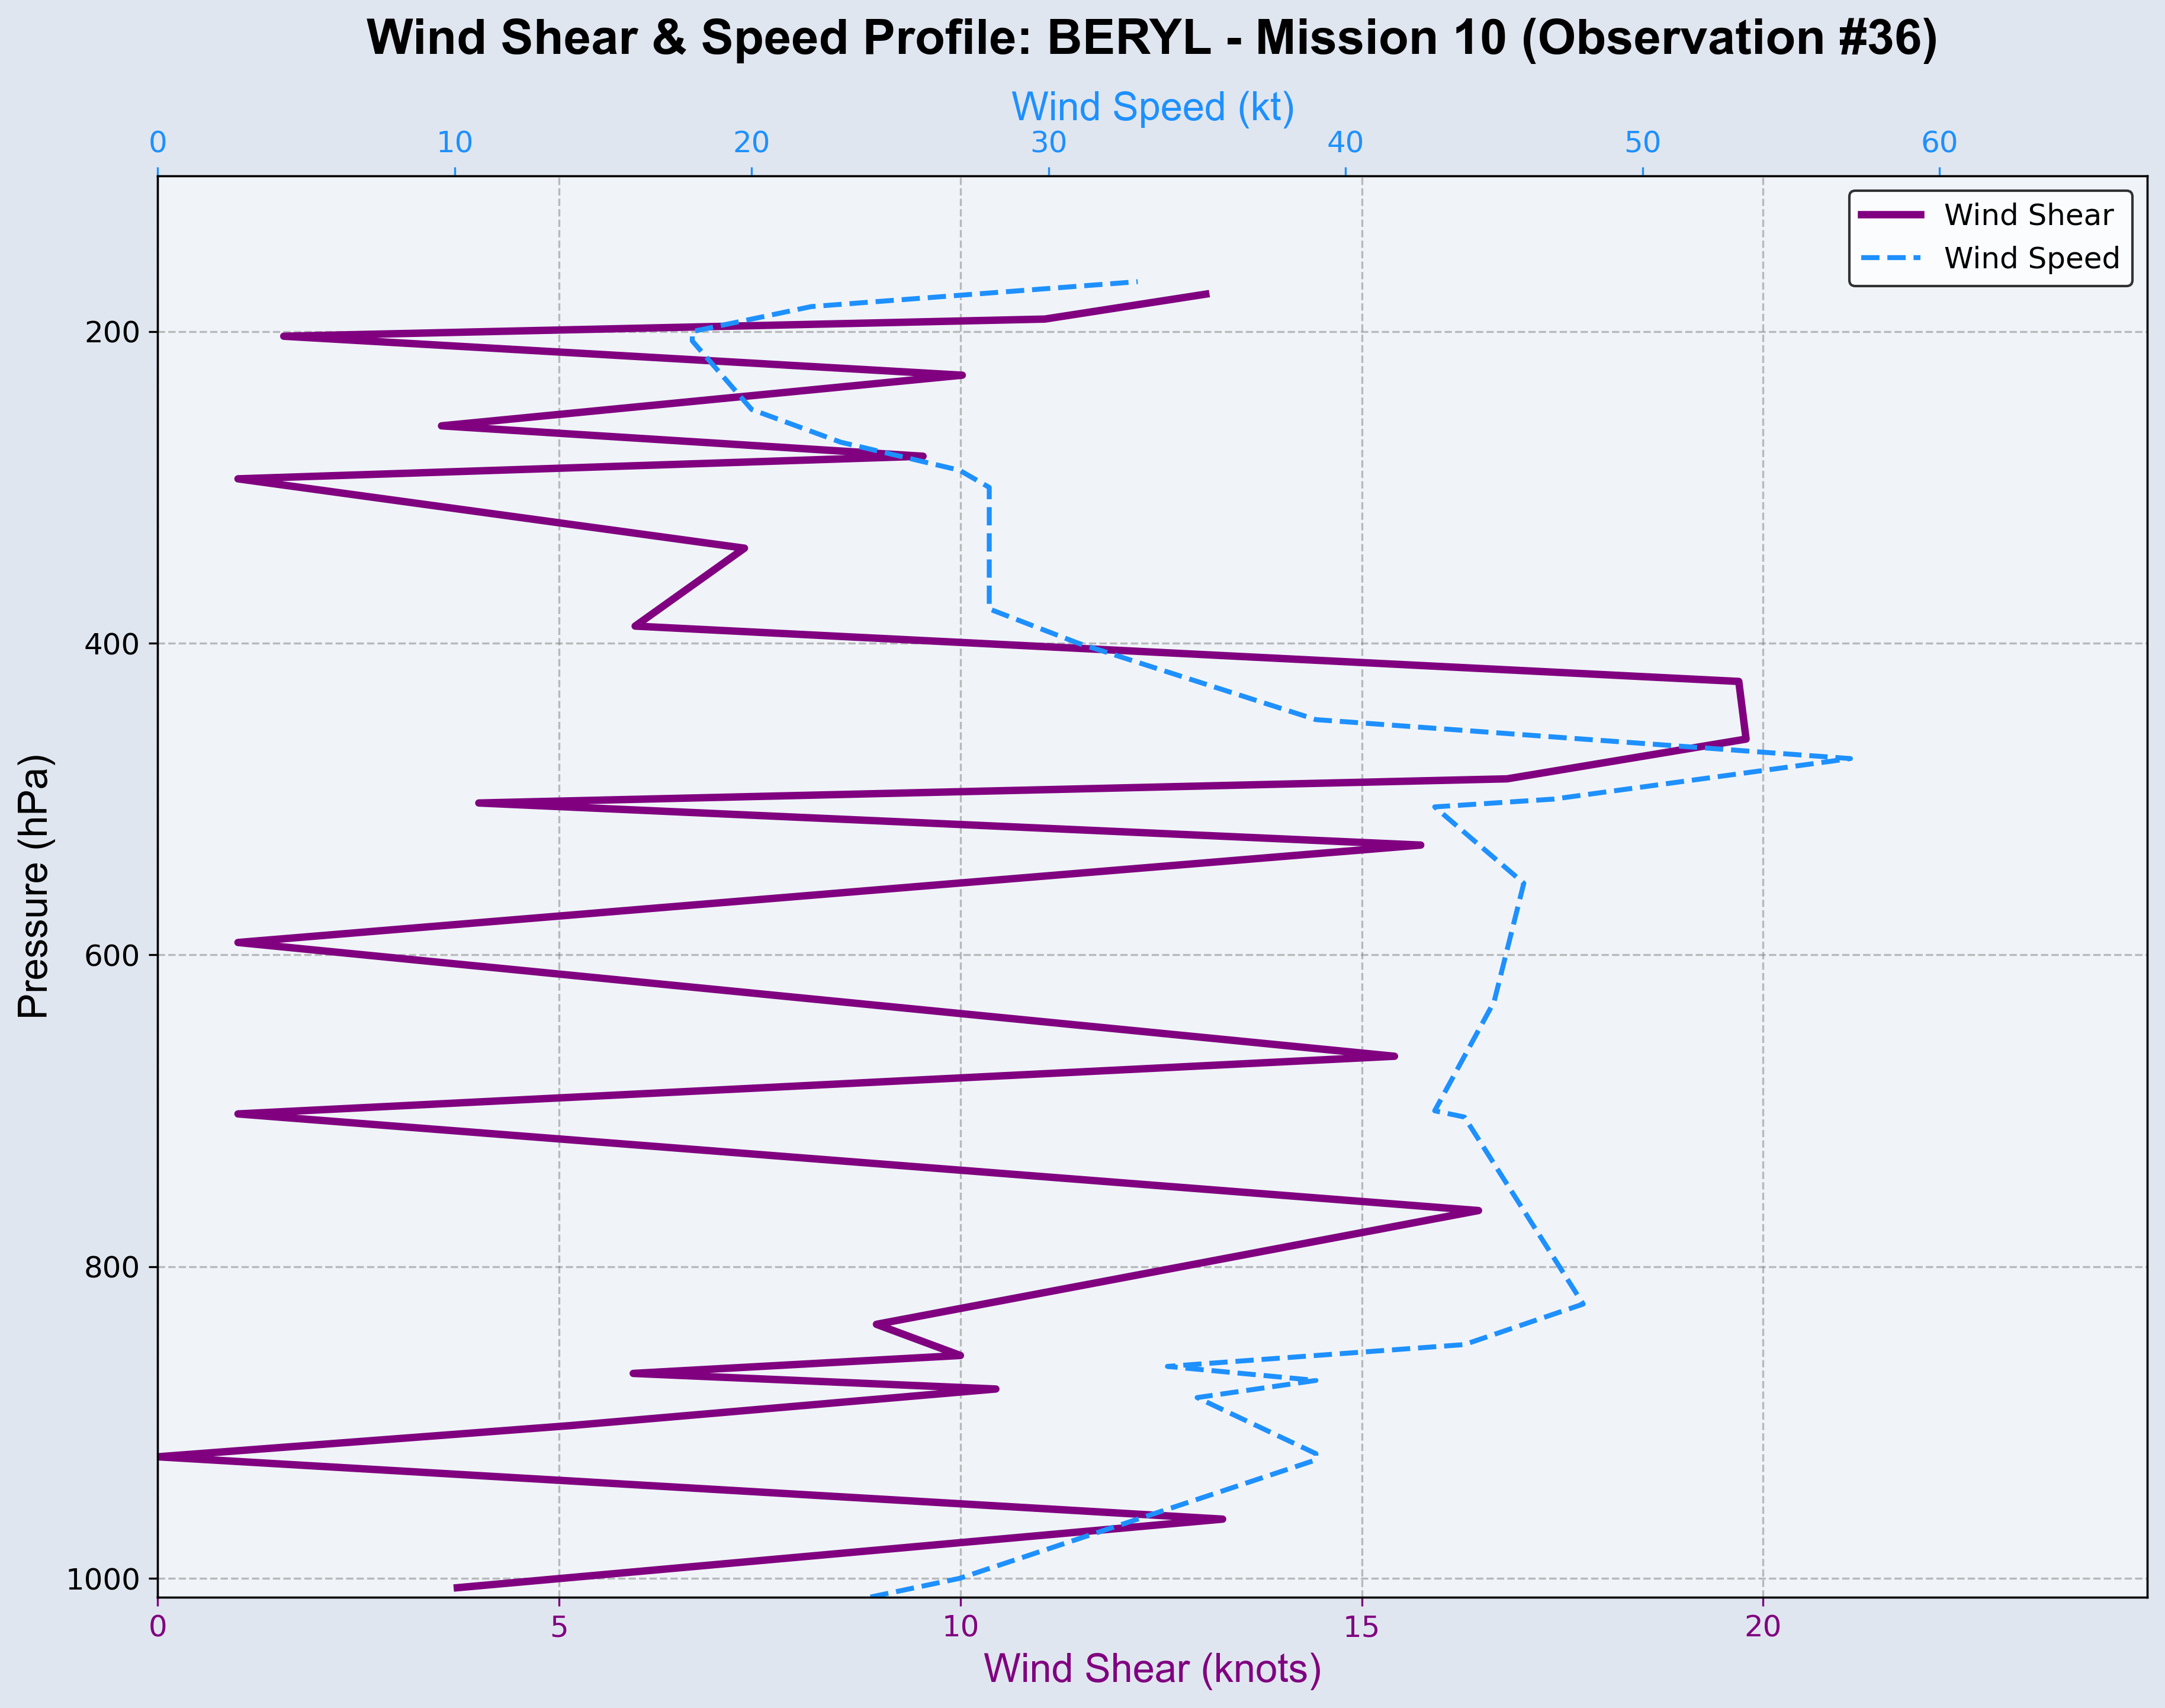 Wind Shear & Speed Profile: BERYL - Mission 10 (Observation #36)
Wind Speed (kt)
0 10 20 30 40 50 60
Wind Shear
Wind Speed
200
400
600
800
1000
Pressure (hPa)
0 5 10 15 20
Wind Shear (knots)